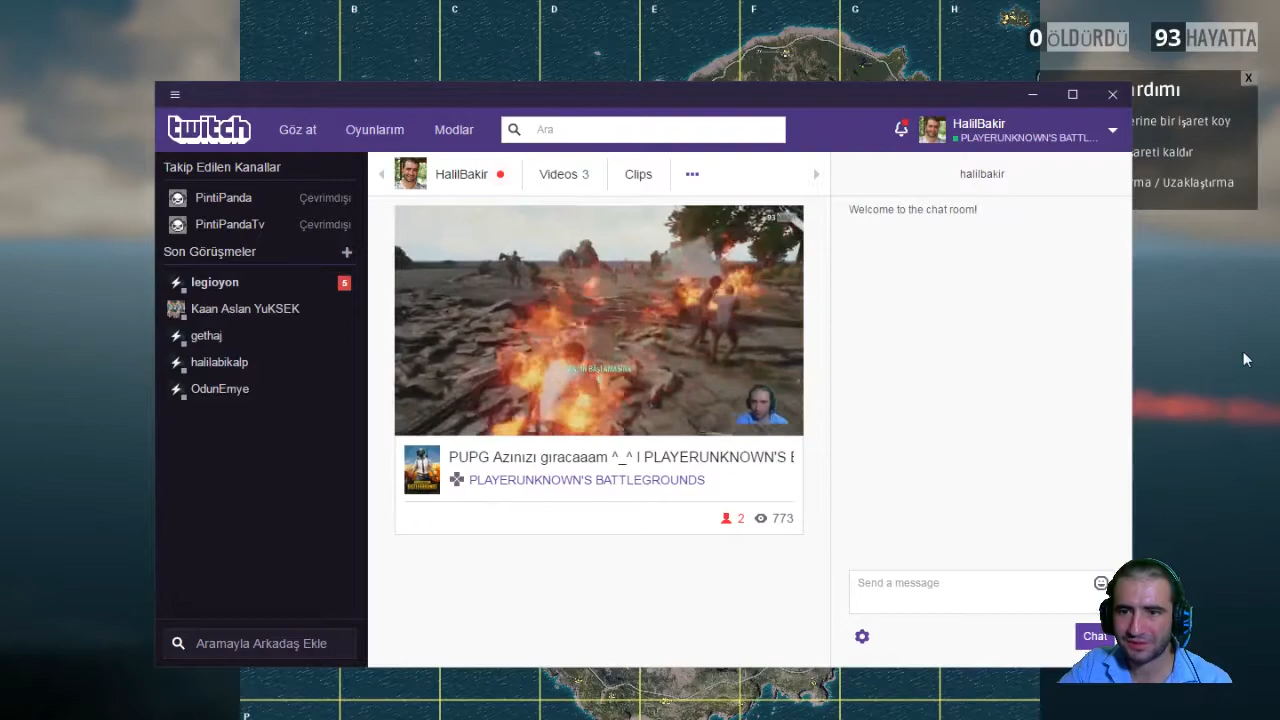 B C D E F G H
0 ÖLDÜRDÜ 93 HAYATTA
rdımı
X
erine bir işaret koy
areti kaldır
rma / Uzaklaştırma
twitch
Göz at
Oyunlarım
Modlar
Ara
HalilBakir
PLAYERUNKNOWN'S BATTL...
Takip Edilen Kanallar
PintiPanda Çevrimdışı
PintiPandaTv Çevrimdışı
Son Görüşmeler
legioyon 5
Kaan Aslan YuKSEK
gethaj
halilabikalp
OdunEmye
Aramayla Arkadaş Ekle
HalilBakir
Videos 3
Clips
93
PUPG Azınızı gıracaaam ^_^ l PLAYERUNKNOWN'S E
PLAYERUNKNOWN'S BATTLEGROUNDS
2 773
halilbakir
Welcome to the chat room!
Send a message
Chat
P